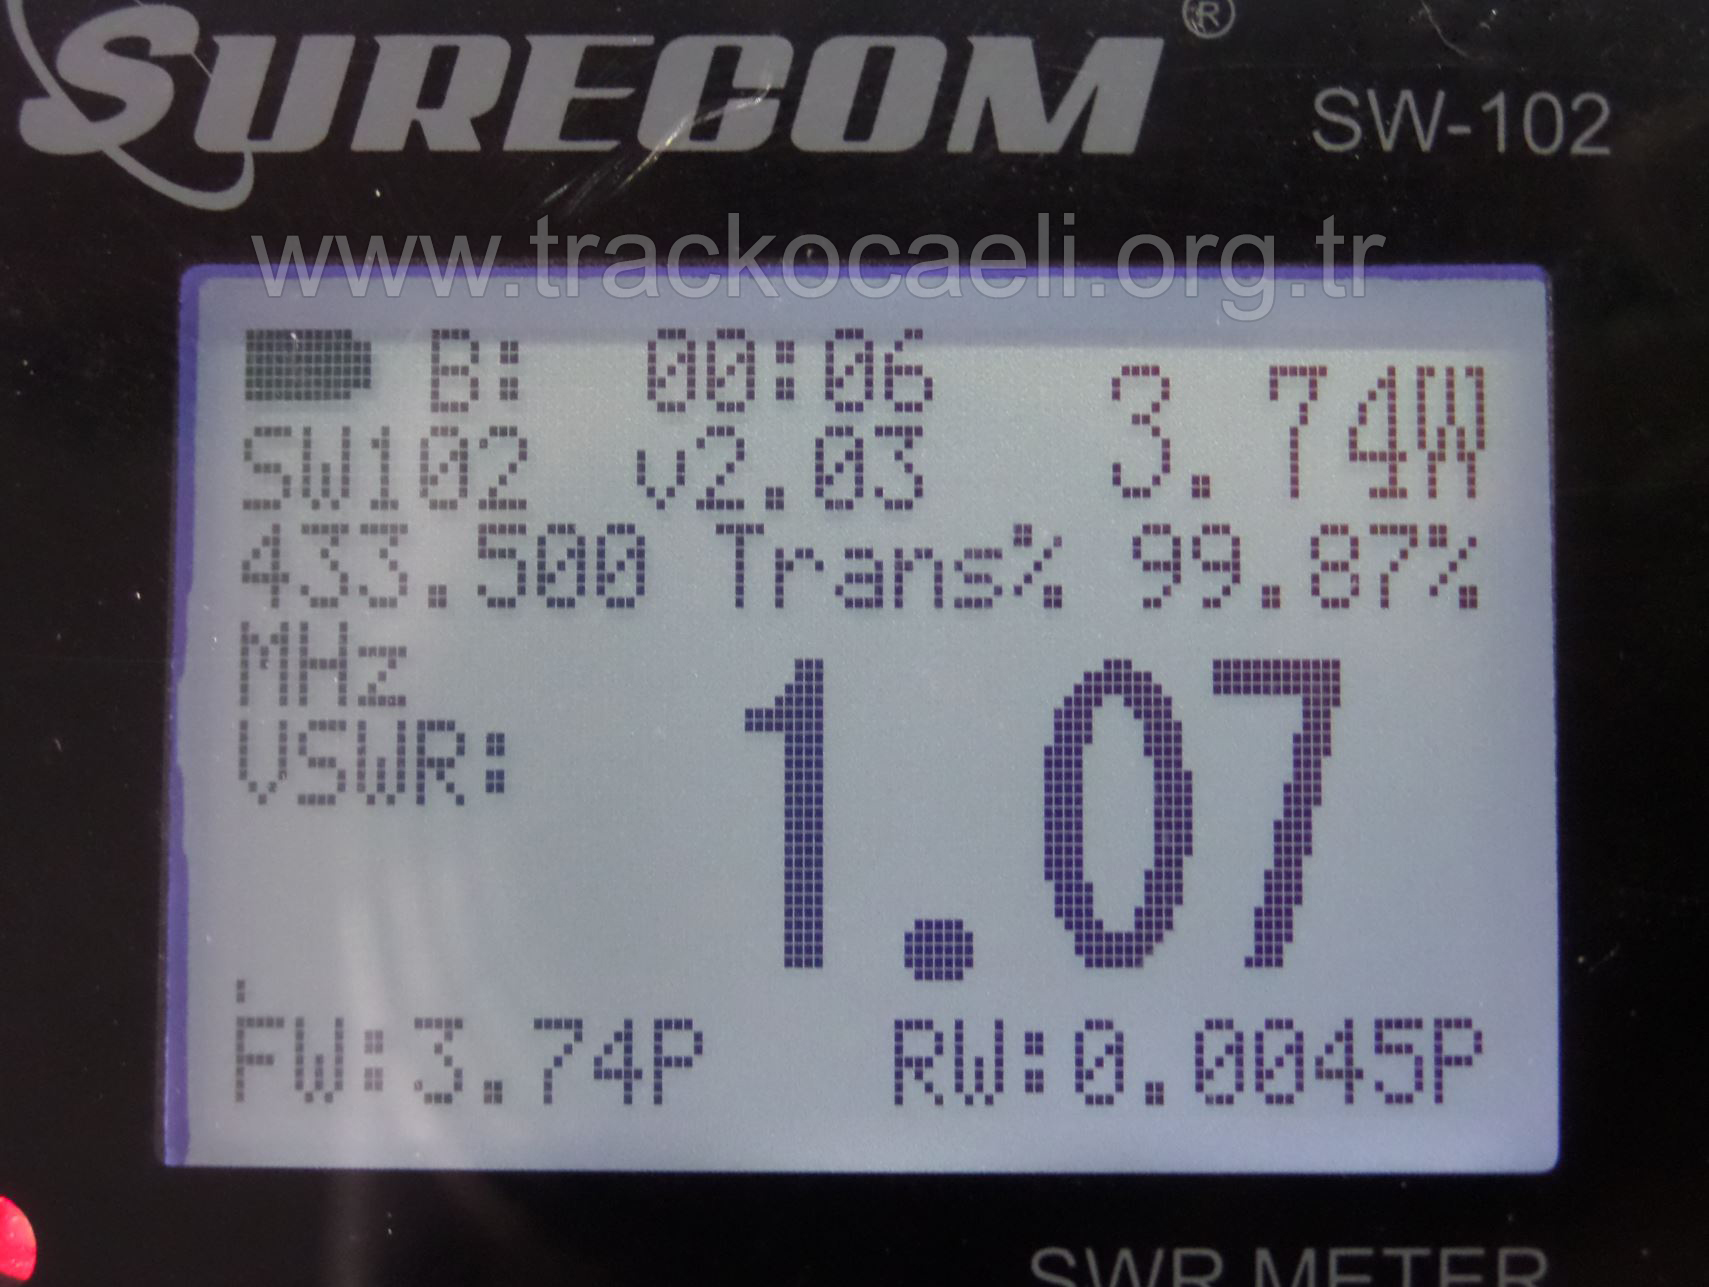 SURECOM®
SW-102
www.trackocaeli.org.tr
B: 00:06 3.74W
SW102 v2.03
433.500 Trans% 99.87%
MHz
VSWR: 1.07
FW:3.74P RW:0.0045P
SWR METER